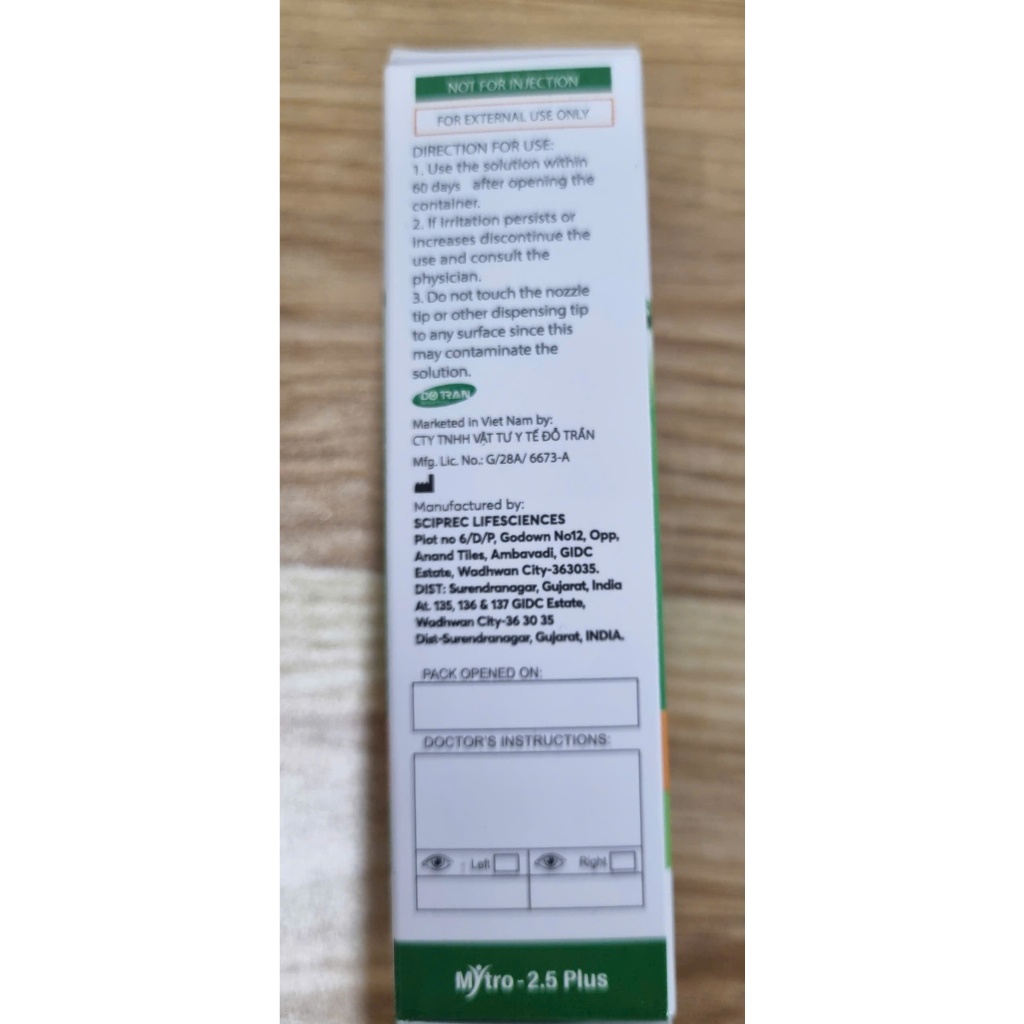 NOT FOR INJECTION
FOR EXTERNAL USE ONLY
DIRECTION FOR USE:
1. Use the solution within
60 days after opening the
container.
2. If irritation persists or
increases discontinue the
use and consult the
physician.
3. Do not touch the nozzle
tip or other dispensing tip
to any surface since this
may contaminate the
solution.
DO TRAN
Marketed in Viet Nam by:
CTY TNHH VẬT TƯ Y TẾ ĐỖ TRẦN
Mfg. Lic. No.: G/28A/ 6673-A
Manufactured by:
SCIPREC LIFESCIENCES
Plot no 6/D/P, Godown No12, Opp,
Anand Tiles, Ambavadi, GIDC
Estate, Wadhwan City-363035.
DIST: Surendranagar, Gujarat, India
At. 135, 136 & 137 GIDC Estate,
Wadhwan City-36 30 35
Dist-Surendranagar, Gujarat, INDIA.
PACK OPENED ON:
DOCTOR'S INSTRUCTIONS:
: Left Right
Mytro - 2.5 Plus